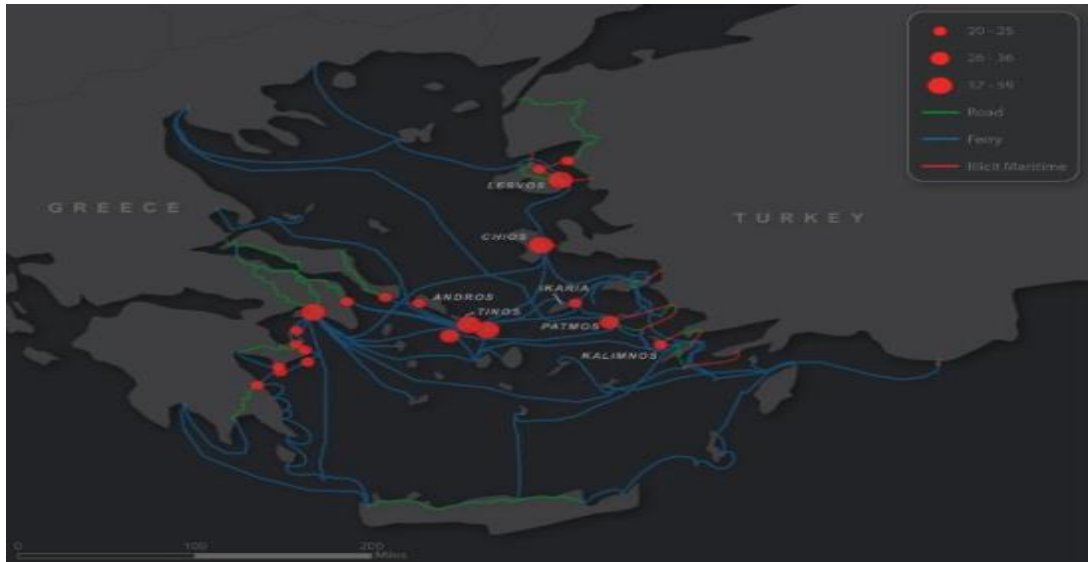 20 - 25
26 - 36
37 - 59
Road
Ferry
Illicit Maritime
LESVOS
GREECE
TURKEY
CHIOS
IKARIA
ANDROS
TINOS
PATMOS
KALIMNOS
0 100 200
Miles